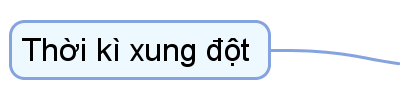 Thời kì xung đột